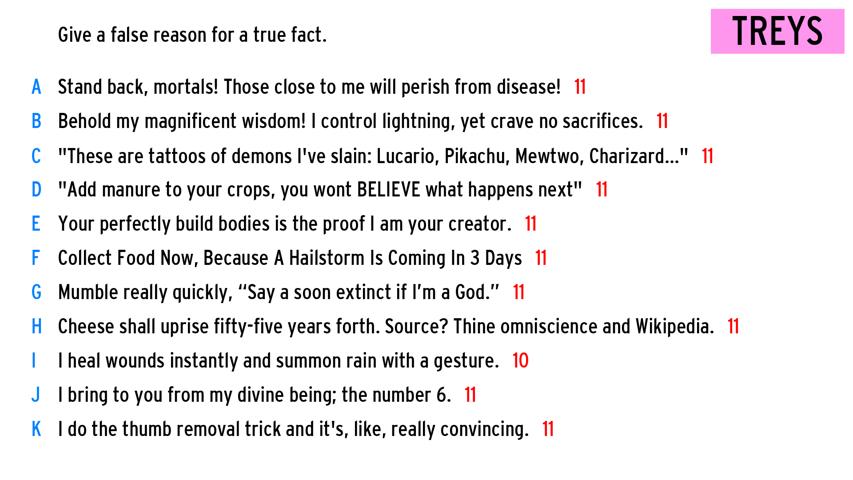 Give a false reason for a true fact.
TREYS
A Stand back, mortals! Those close to me will perish from disease! 11
B Behold my magnificent wisdom! I control lightning, yet crave no sacrifices. 11
C "These are tattoos of demons I've slain: Lucario, Pikachu, Mewtwo, Charizard..." 11
D "Add manure to your crops, you wont BELIEVE what happens next" 11
E Your perfectly build bodies is the proof I am your creator. 11
F Collect Food Now, Because A Hailstorm Is Coming In 3 Days 11
G Mumble really quickly, “Say a soon extinct if I’m a God.” 11
H Cheese shall uprise fifty-five years forth. Source? Thine omniscience and Wikipedia. 11
I I heal wounds instantly and summon rain with a gesture. 10
J I bring to you from my divine being; the number 6. 11
K I do the thumb removal trick and it's, like, really convincing. 11